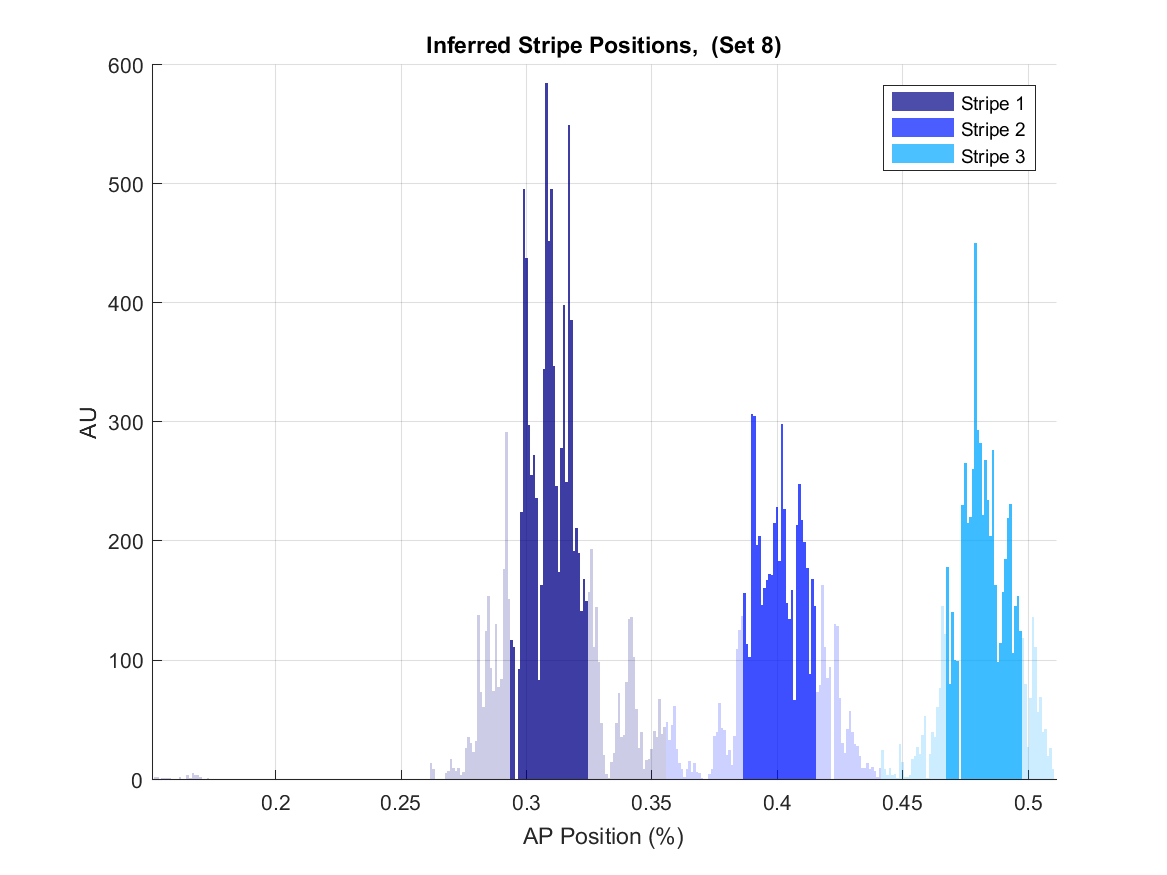 Inferred Stripe Positions,  (Set 8)
Stripe 1
Stripe 2
Stripe 3
600
500
400
300
200
100
0
AU
0.2 0.25 0.3 0.35 0.4 0.45 0.5
AP Position (%)